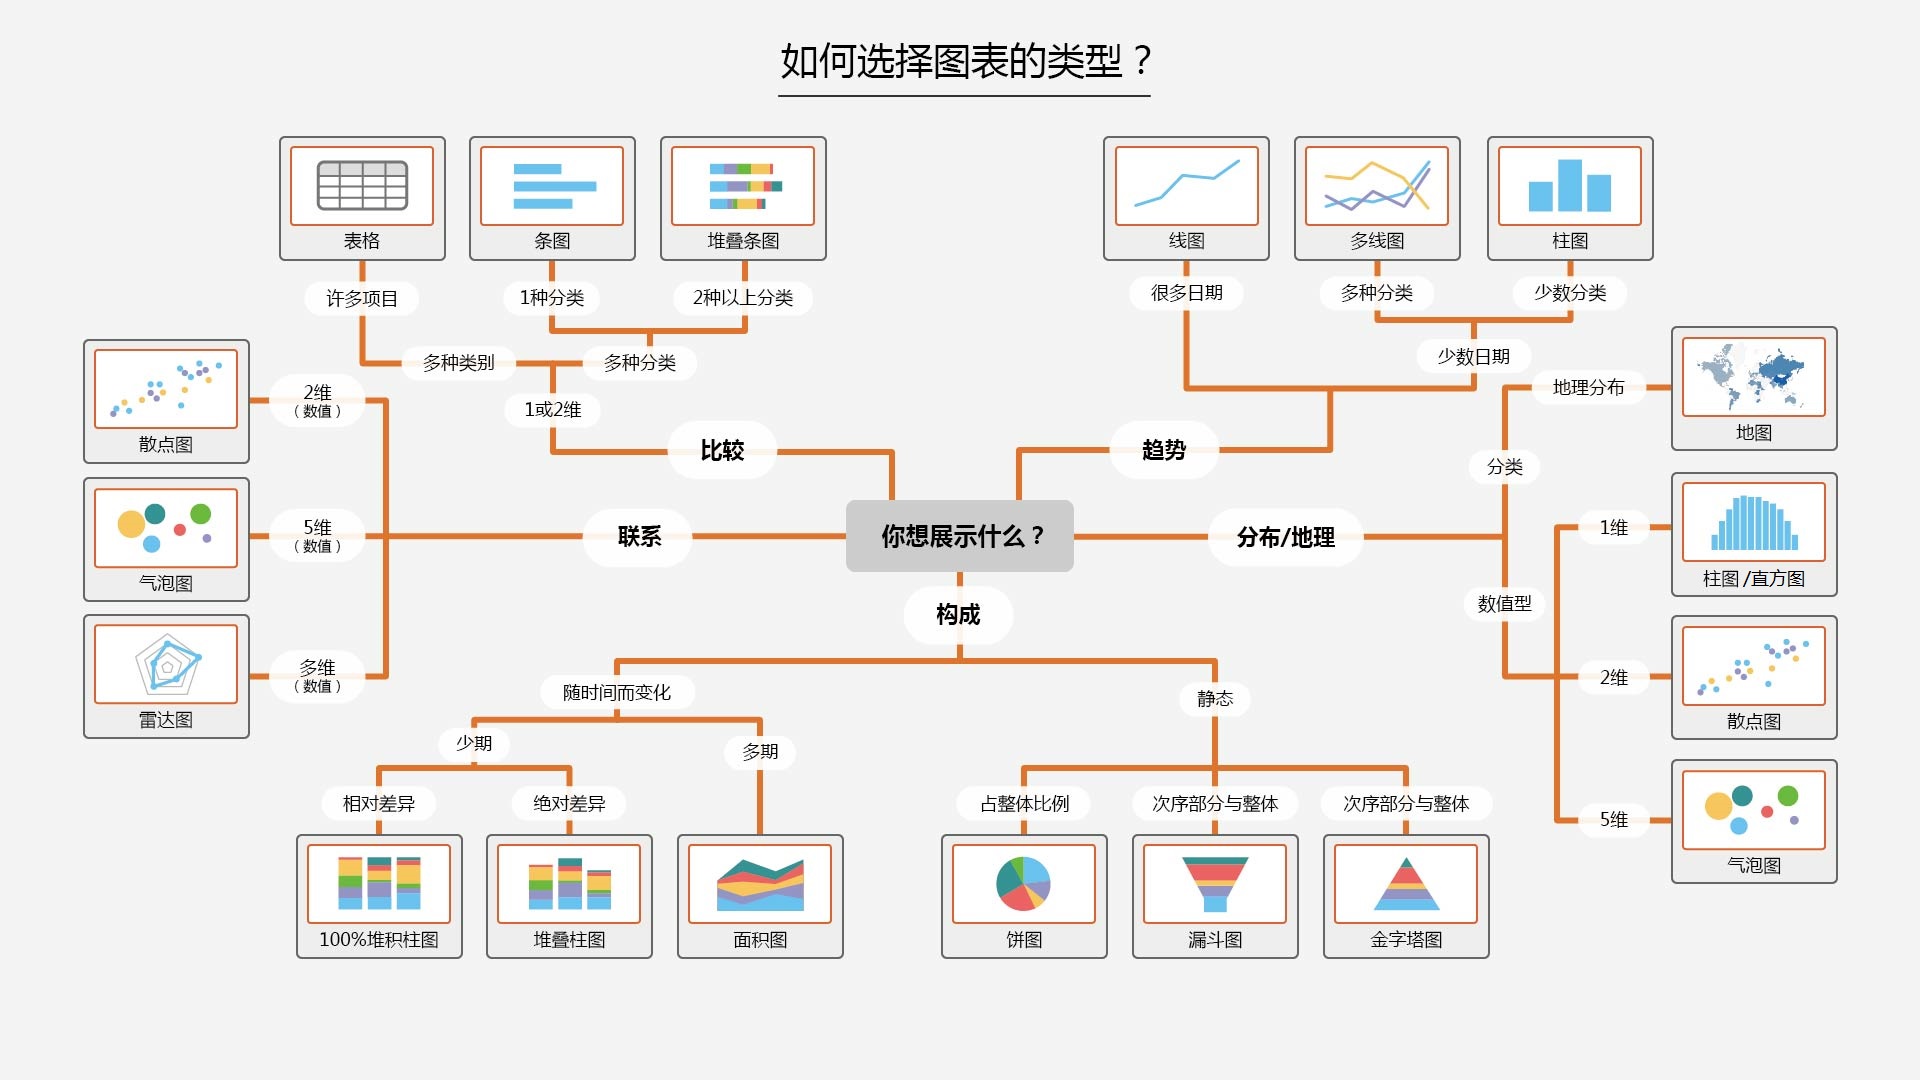 如何选择图表的类型？
表格
条图
堆叠条图
线图
多线图
柱图
许多项目
1种分类
2种以上分类
很多日期
多种分类
少数分类
多种类别
多种分类
少数日期
1或2维
比较
趋势
地理分布
地图
分类
散点图
2维
（数值）
气泡图
5维
（数值）
雷达图
多维
（数值）
联系
你想展示什么？
分布/地理
数值型
1维
柱图/直方图
2维
散点图
5维
气泡图
构成
随时间而变化
静态
少期
多期
相对差异
绝对差异
占整体比例
次序部分与整体
次序部分与整体
100%堆积柱图
堆叠柱图
面积图
饼图
漏斗图
金字塔图